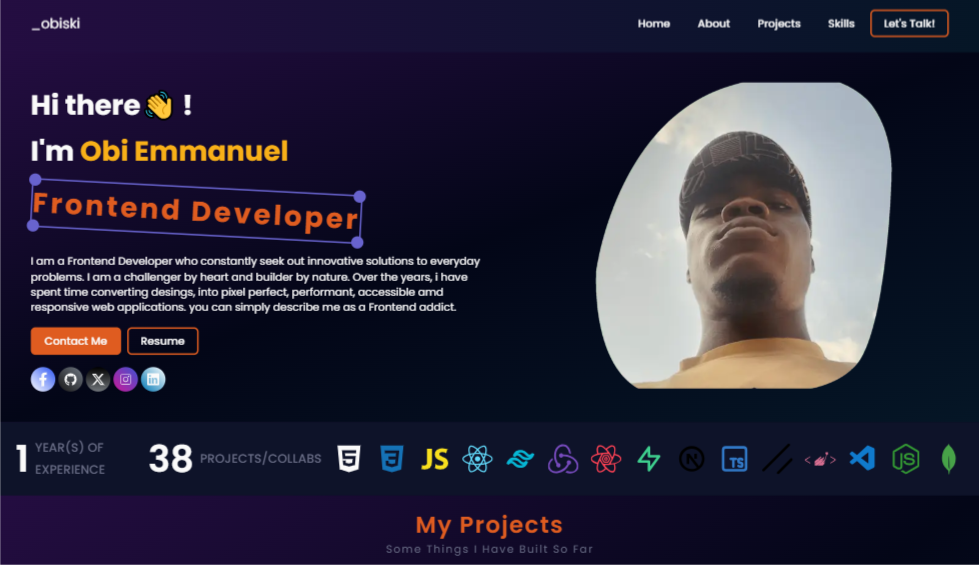 _obiski
Home About Projects Skills Let's Talk!
Hi there 👋 !
I'm Obi Emmanuel
Frontend Developer
I am a Frontend Developer who constantly seek out innovative solutions to everyday
problems. I am a challenger by heart and builder by nature. Over the years, i have
spent time converting desings, into pixel perfect, performant, accessible amd
responsive web applications. you can simply describe me as a Frontend addict.
Contact Me Resume
1 YEAR(S) OF
EXPERIENCE
38 PROJECTS/COLLABS
JS
N
TS
JS
My Projects
Some Things I Have Built So Far